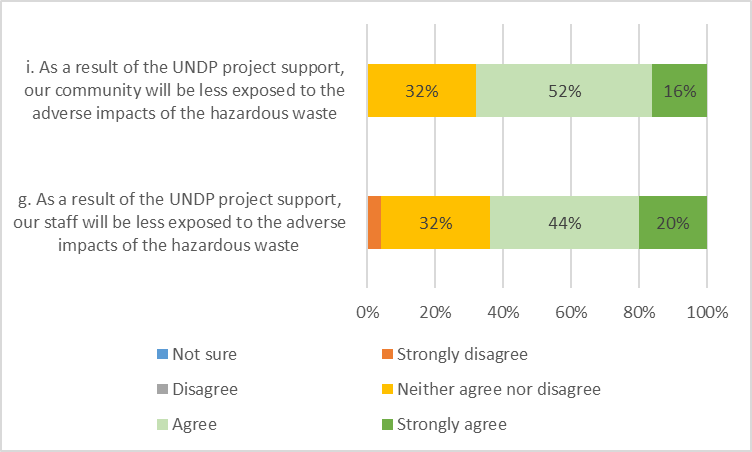 i. As a result of the UNDP project support,
our community will be less exposed to the
adverse impacts of the hazardous waste
32% 52% 16%
g. As a result of the UNDP project support,
our staff will be less exposed to the adverse
impacts of the hazardous waste
32% 44% 20%
0% 20% 40% 60% 80% 100%
Not sure Strongly disagree
Disagree Neither agree nor disagree
Agree Strongly agree